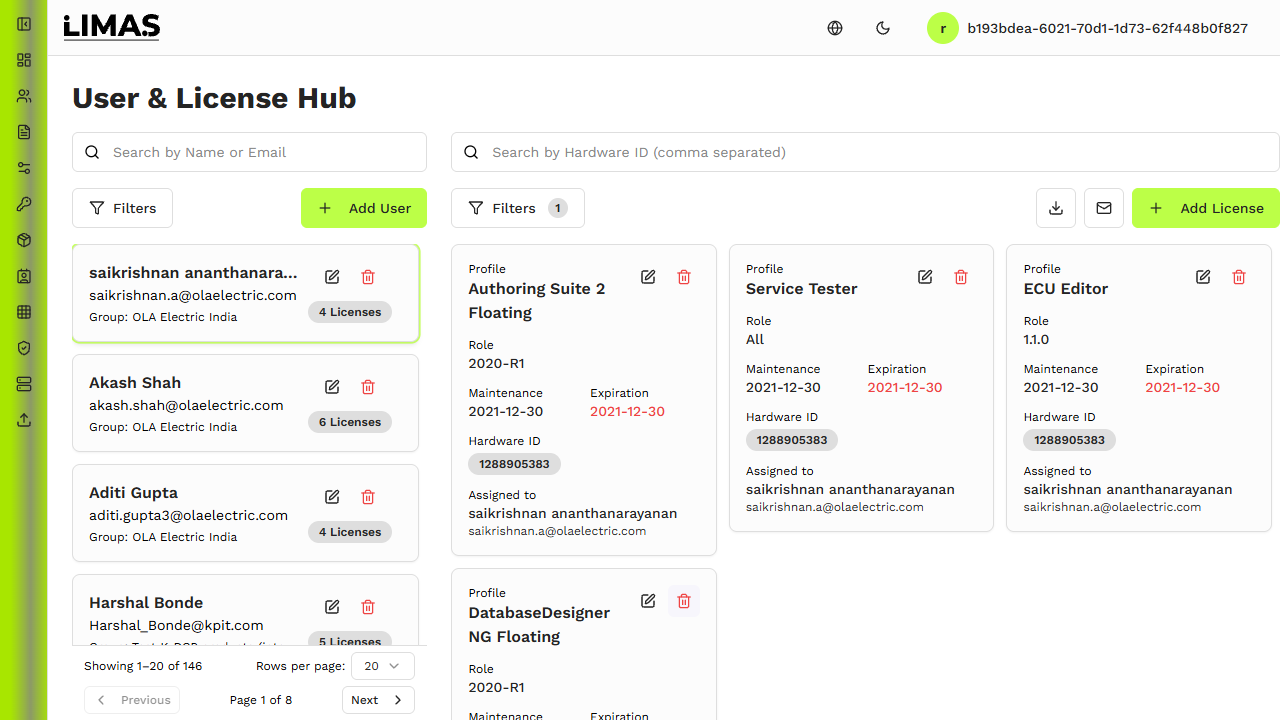 LIMAS
r
b193bdea-6021-70d1-1d73-62f448b0f827
User & License Hub
Search by Name or Email
Filters
Add User
saikrishnan ananthanara...
saikrishnan.a@olaelectric.com
Group: OLA Electric India
4 Licenses
Akash Shah
akash.shah@olaelectric.com
Group: OLA Electric India
6 Licenses
Aditi Gupta
aditi.gupta3@olaelectric.com
Group: OLA Electric India
4 Licenses
Harshal Bonde
Harshal_Bonde@kpit.com
5 Licenses
Showing 1–20 of 146
Rows per page: 20
Previous
Page 1 of 8
Next
Search by Hardware ID (comma separated)
Filters 1
Add License
Profile
Authoring Suite 2
Floating
Role
2020-R1
Maintenance Expiration
2021-12-30 2021-12-30
Hardware ID
1288905383
Assigned to
saikrishnan ananthanarayanan
saikrishnan.a@olaelectric.com
Profile
Service Tester
Role
All
Maintenance Expiration
2021-12-30 2021-12-30
Hardware ID
1288905383
Assigned to
saikrishnan ananthanarayanan
saikrishnan.a@olaelectric.com
Profile
ECU Editor
Role
1.1.0
Maintenance Expiration
2021-12-30 2021-12-30
Hardware ID
1288905383
Assigned to
saikrishnan ananthanarayanan
saikrishnan.a@olaelectric.com
Profile
DatabaseDesigner
NG Floating
Role
2020-R1
Maintenance Expiration